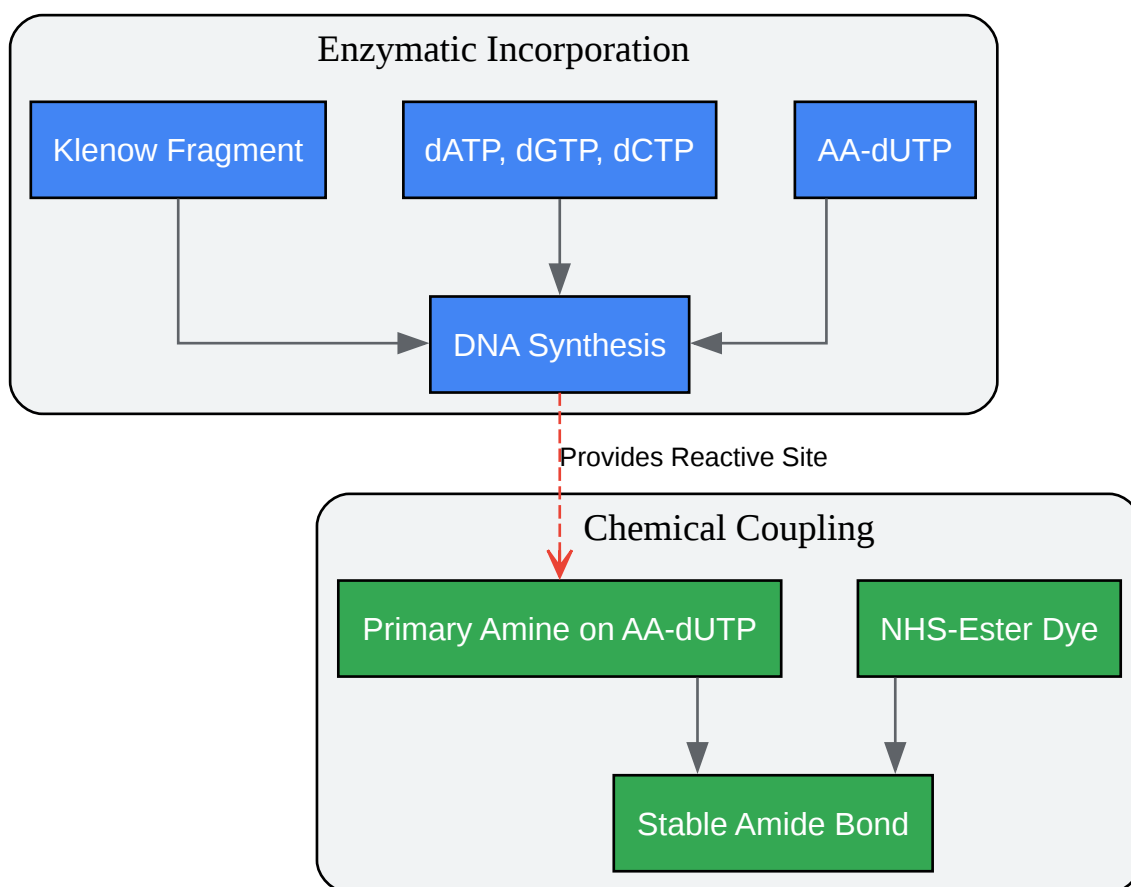 Enzymatic Incorporation
Klenow Fragment
dATP, dGTP, dCTP
AA-dUTP
DNA Synthesis
Provides Reactive Site
Chemical Coupling
Primary Amine on AA-dUTP
NHS-Ester Dye
Stable Amide Bond